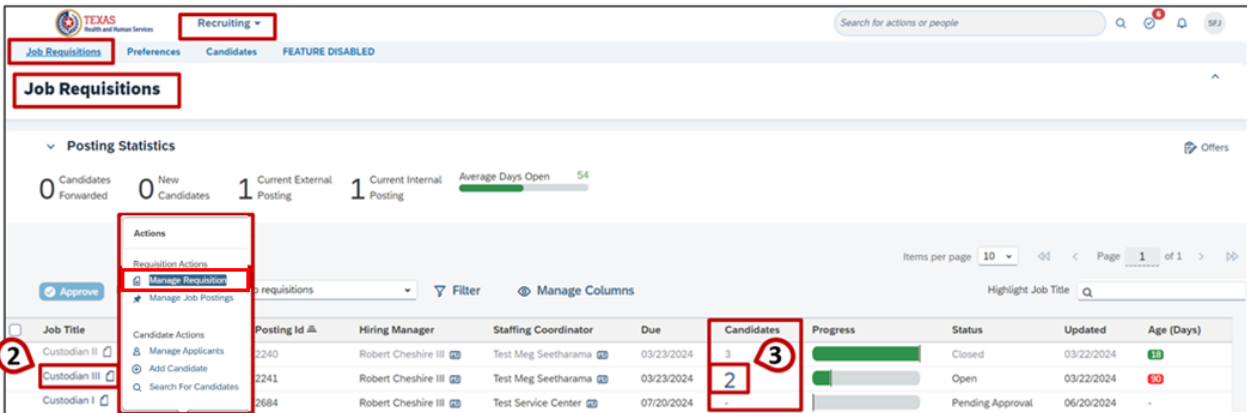 TEXAS
Health and Human Services
Recruiting
Search for actions or people
6
SFJ
Job Requisitions Preferences Candidates FEATURE DISABLED
Job Requisitions
Posting Statistics
Offers
0 Candidates Forwarded 0 New Candidates 1 Current External Posting 1 Current Internal Posting Average Days Open 54
Actions
Requisition Actions
Manage Requisition
Manage Job Postings
Candidate Actions
Manage Applicants
Add Candidate
Search For Candidates
Items per page 10 Page 1 of 1
Approve requisitions Filter Manage Columns Highlight Job Title
Job Title Posting Id Hiring Manager Staffing Coordinator Due Candidates Progress Status Updated Age (Days)
Custodian II 2240 Robert Cheshire III Test Meg Seetharama 03/23/2024 3 Closed 03/22/2024 18
2 3
Custodian III 2241 Robert Cheshire III Test Meg Seetharama 03/23/2024 2 Open 03/22/2024 90
Custodian I 2684 Robert Cheshire III Test Service Center 07/20/2024 - Pending Approval 06/20/2024 -